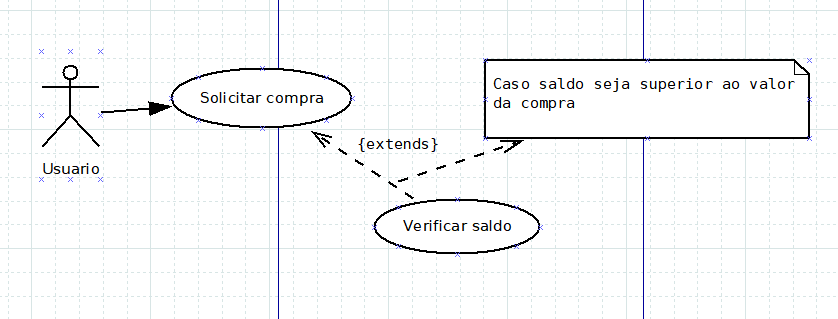 Solicitar compra
Caso saldo seja superior ao valor
da compra
{extends}
Usuario
Verificar saldo